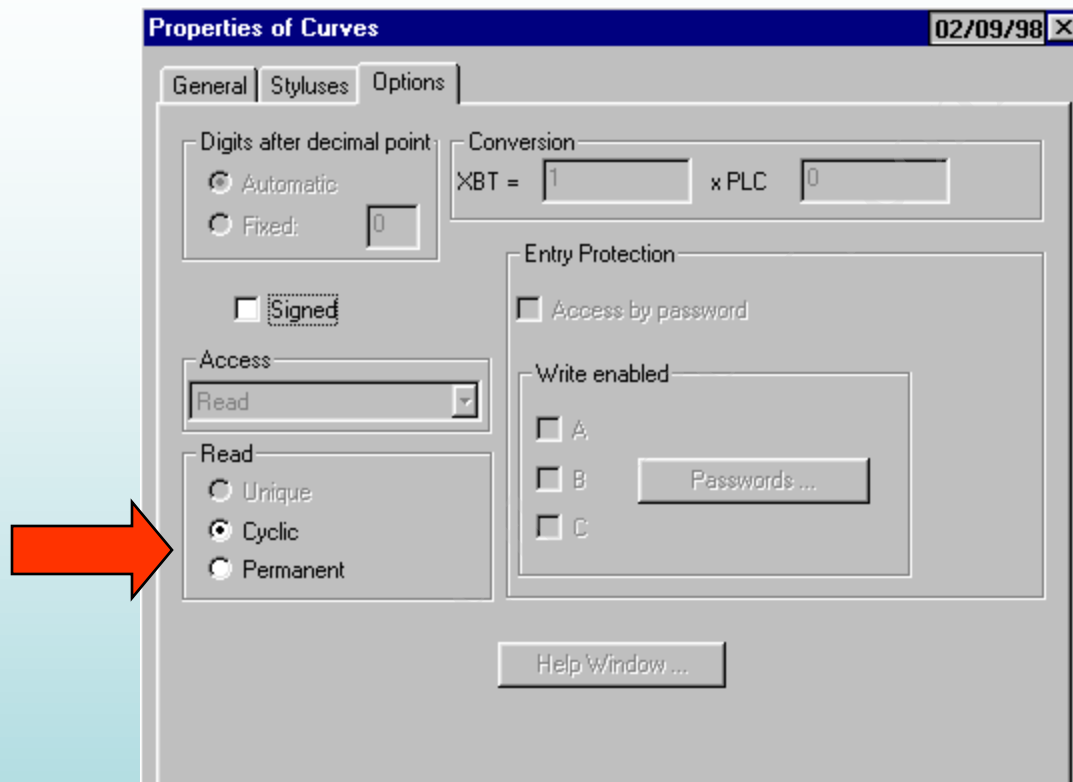 Properties of Curves 02/09/98
General Styluses Options
Digits after decimal point
Automatic
Fixed: 0
Conversion
XBT = 1 x PLC 0
Signed
Entry Protection
Access by password
Access
Read
Write enabled
A
B Passwords ...
C
Read
Unique
Cyclic
Permanent
Help Window ...